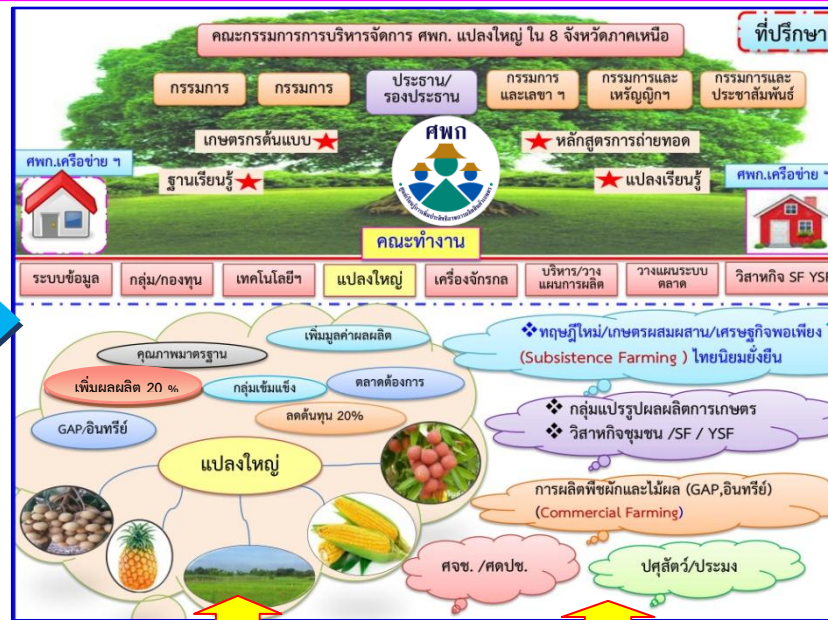 คณะกรรมการการบริหารจัดการ ศพก. แปลงใหญ่ ใน 8 จังหวัดภาคเหนือ
ที่ปรึกษา
กรรมการ
กรรมการ
ประธาน/
รองประธาน
กรรมการ
และเลขา ฯ
กรรมการและ
เหรัญญิกฯ
กรรมการและ
ประชาสัมพันธ์
เกษตรกรต้นแบบ
ศพก
หลักสูตรการถ่ายทอด
ศพก.เครือข่าย ฯ
ฐานเรียนรู้
แปลงเรียนรู้
ศพก.เครือข่าย ฯ
คณะทำงาน
ระบบข้อมูล
กลุ่ม/กองทุน
เทคโนโลยีฯ
แปลงใหญ่
เครื่องจักรกล
บริหาร/วาง
แผนการผลิต
วางแผนระบบ
ตลาด
วิสาหกิจ SF YSF
เพิ่มมูลค่าผลผลิต
คุณภาพมาตรฐาน
เพิ่มผลผลิต 20 %
กลุ่มเข้มแข็ง
ตลาดต้องการ
ลดต้นทุน 20%
GAP/อินทรีย์
แปลงใหญ่
❖ทฤษฎีใหม่/เกษตรผสมผสาน/เศรษฐกิจพอเพียง
(Subsistence Farming ) ไทยนิยมยั่งยืน
❖ กลุ่มแปรรูปผลผลิตการเกษตร
❖ วิสาหกิจชุมชน /SF / YSF
การผลิตพืชผักและไม้ผล (GAP,อินทรีย์)
(Commercial Farming)
ศจช. /ศดปช.
ปศุสัตว์/ประมง